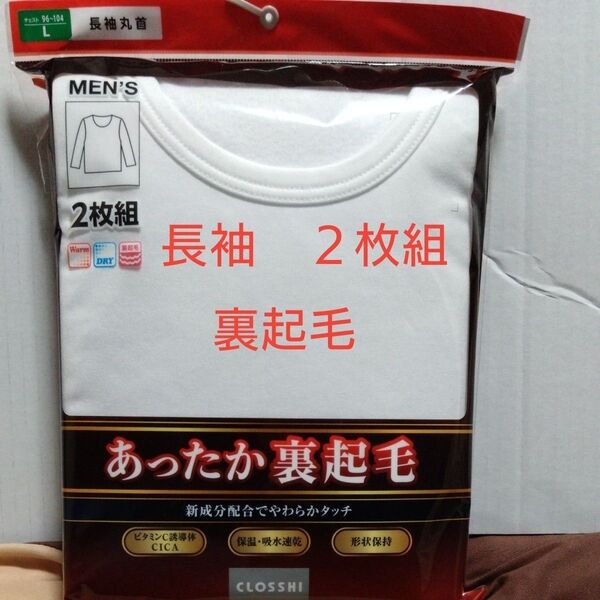 チェスト 96~104
L
長袖丸首
MEN'S
2枚組
Warm
DRY
裏起毛
長袖 2枚組
裏起毛
あったか裏起毛
新成分配合でやわらかタッチ
ビタミンC誘導体
CICA
保温・吸水速乾
形状保持
CLOSSHI